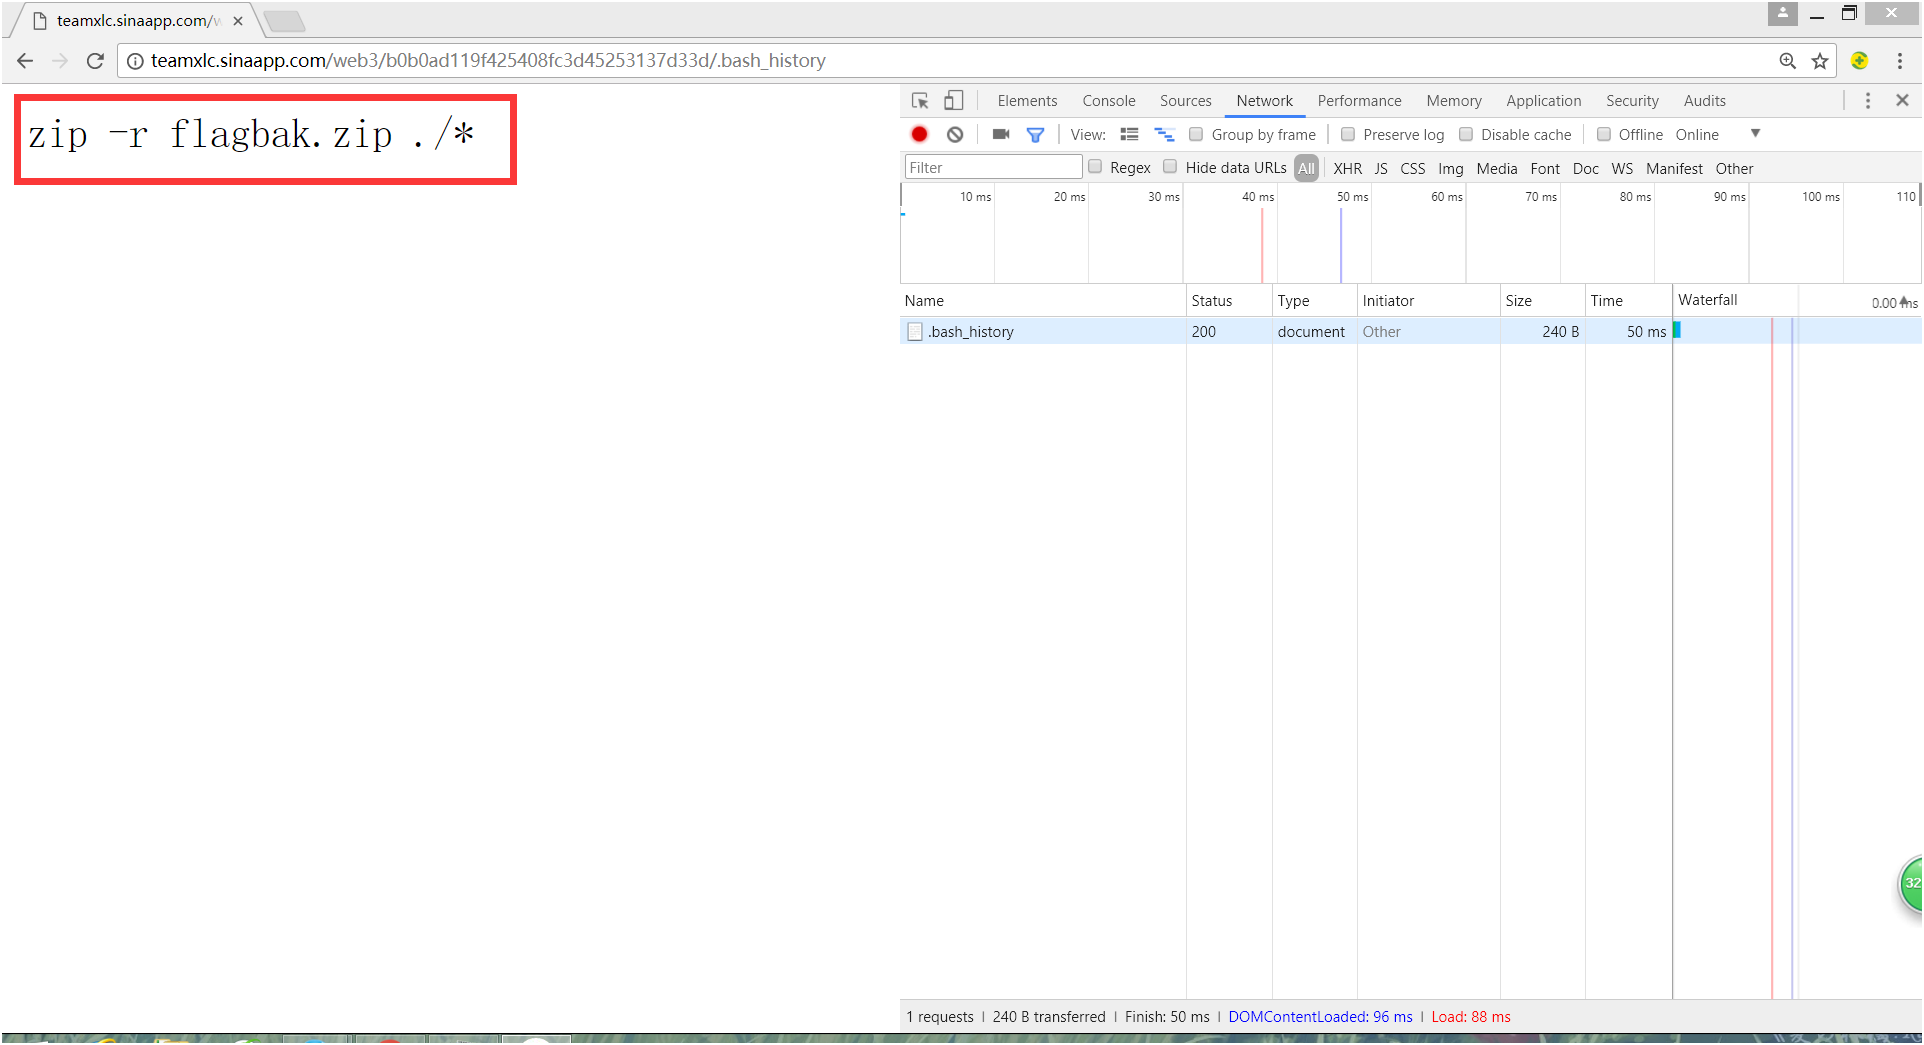 teamxlc.sinaapp.com/w
teamxlc.sinaapp.com/web3/b0b0ad119f425408fc3d45253137d33d/.bash_history
zip -r flagbak.zip ./*
Elements Console Sources Network Performance Memory Application Security Audits
View: Group by frame Preserve log Disable cache Offline Online
Filter Regex Hide data URLs All XHR JS CSS Img Media Font Doc WS Manifest Other
10 ms 20 ms 30 ms 40 ms 50 ms 60 ms 70 ms 80 ms 90 ms 100 ms 110
Name Status Type Initiator Size Time Waterfall 0.00 ms
.bash_history 200 document Other 240 B 50 ms
32
1 requests | 240 B transferred | Finish: 50 ms | DOMContentLoaded: 96 ms | Load: 88 ms